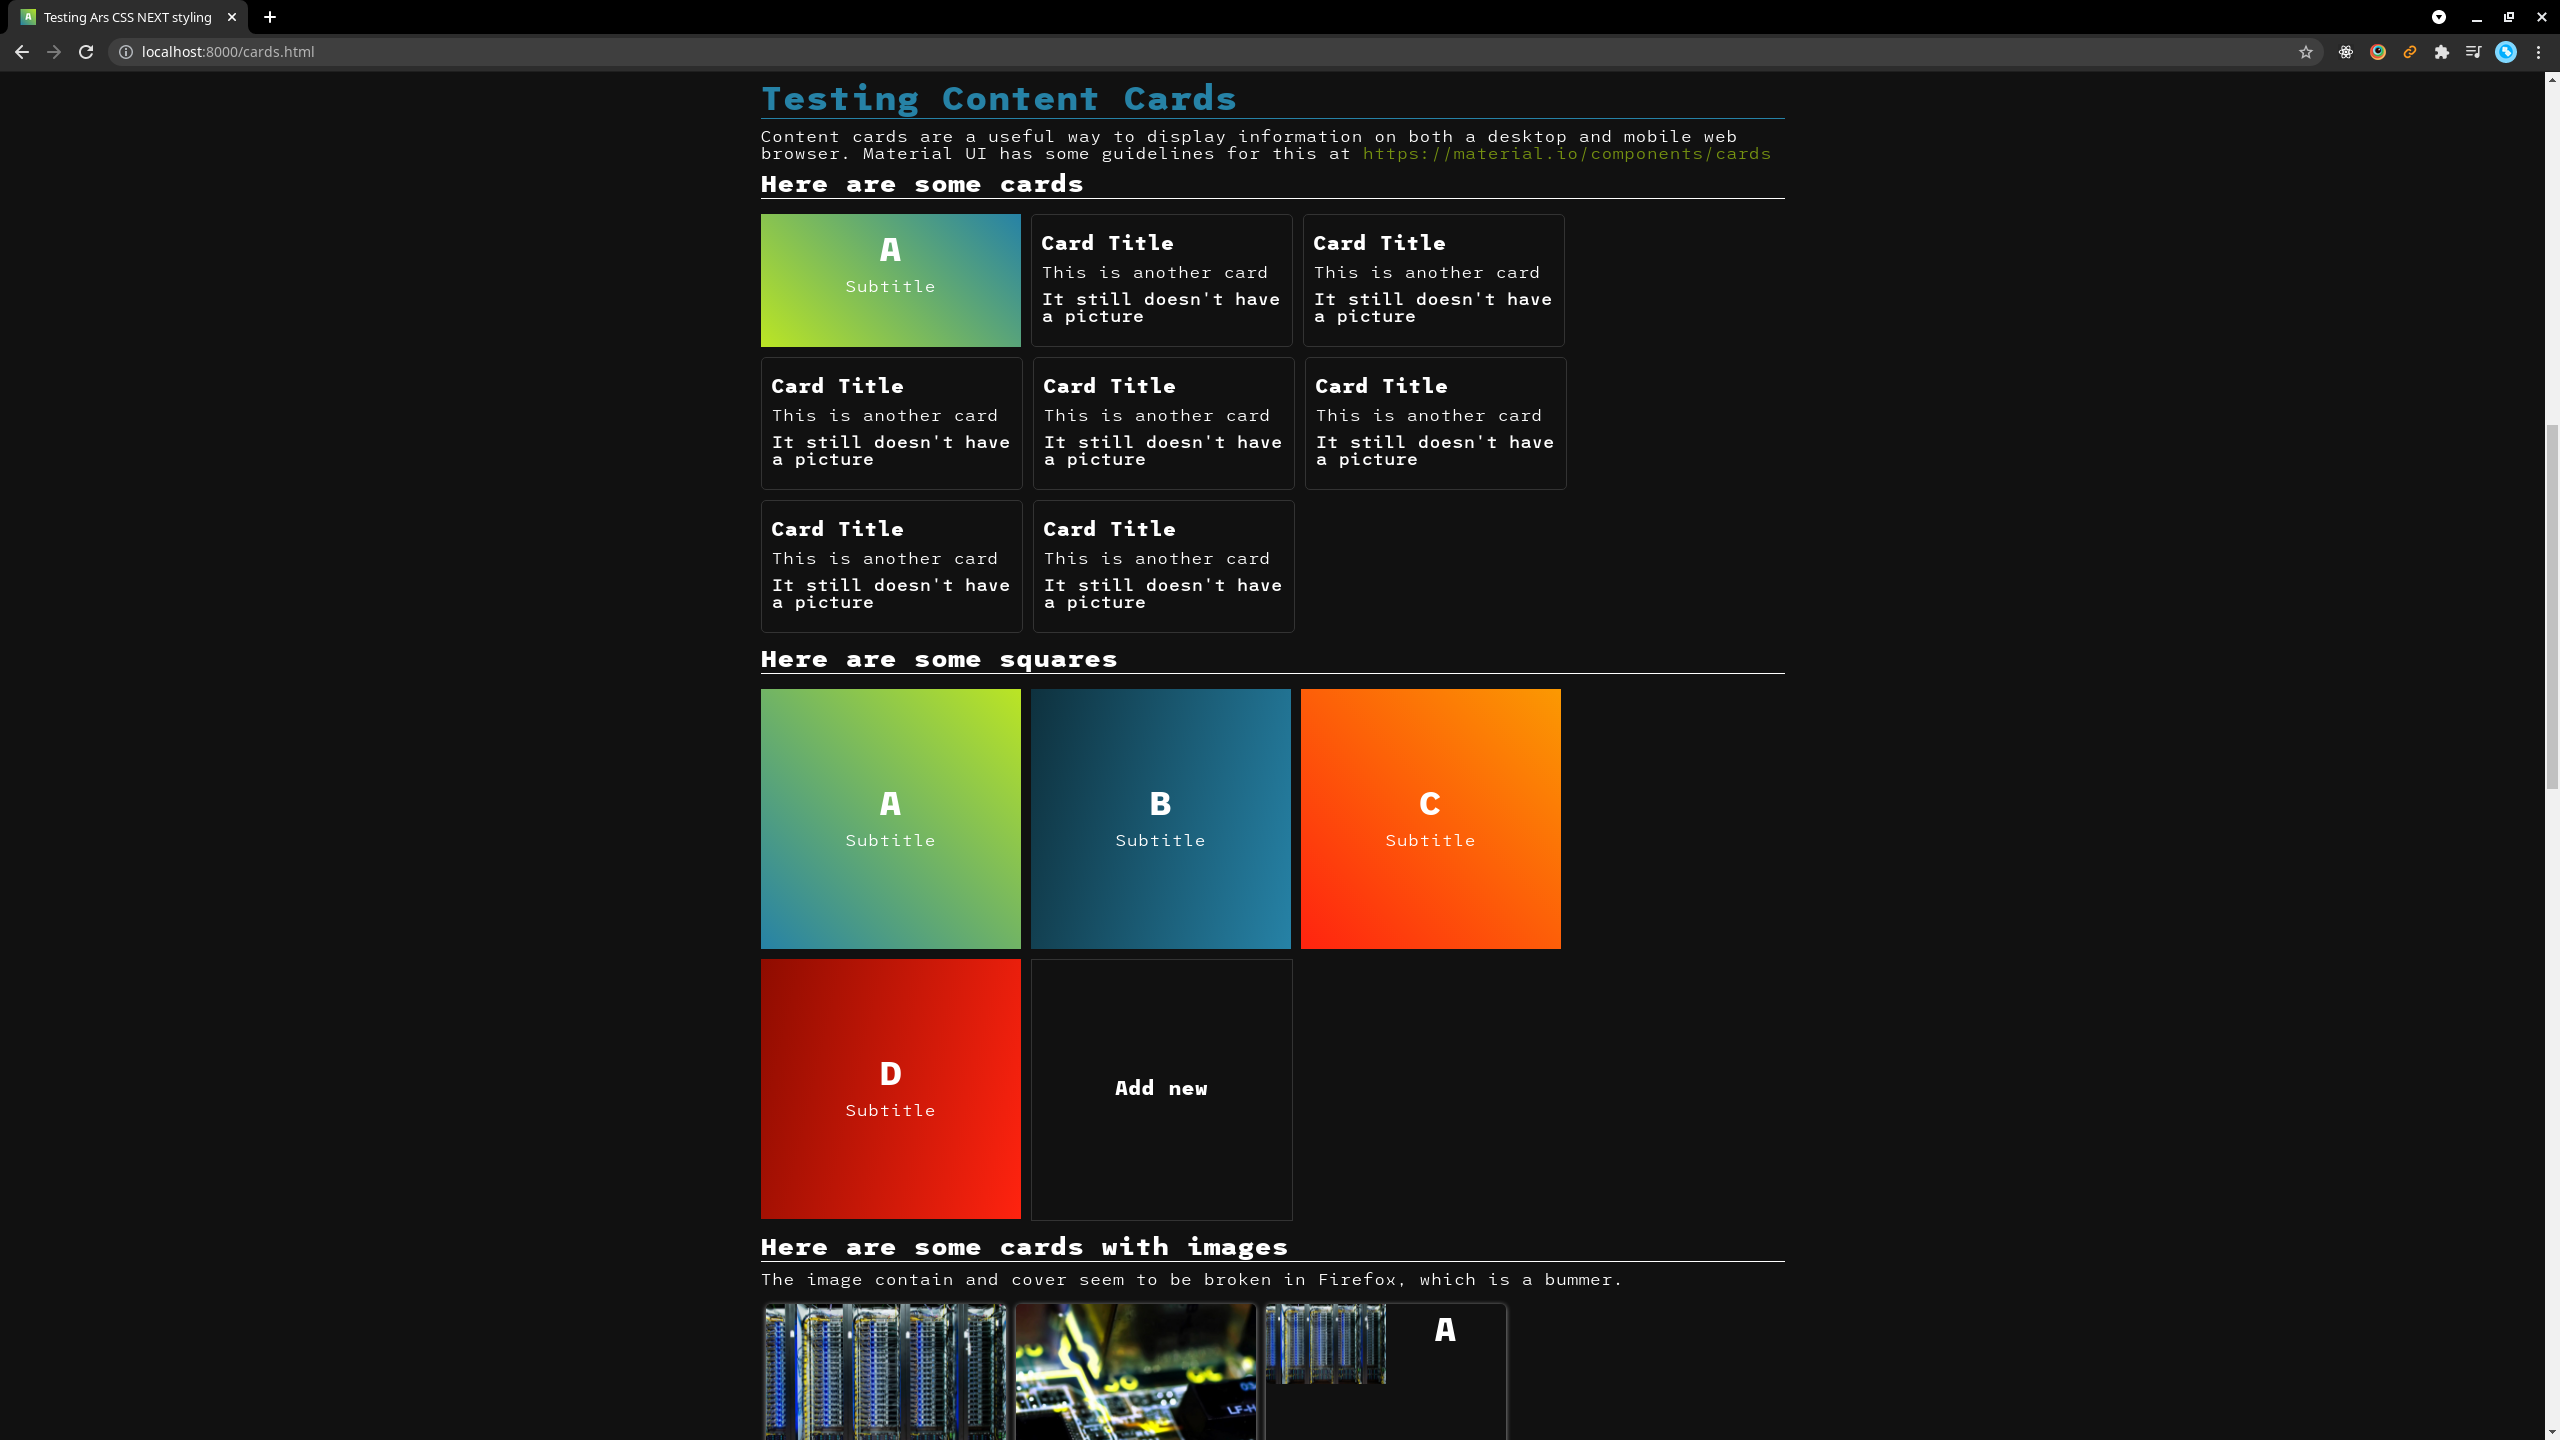 Testing Ars CSS NEXT styling
localhost:8000/cards.html
Testing Content Cards
Content cards are a useful way to display information on both a desktop and mobile web
browser. Material UI has some guidelines for this at https://material.io/components/cards
Here are some cards
A
Subtitle
Card Title
This is another card
It still doesn't have
a picture
Card Title
This is another card
It still doesn't have
a picture
Card Title
This is another card
It still doesn't have
a picture
Card Title
This is another card
It still doesn't have
a picture
Card Title
This is another card
It still doesn't have
a picture
Card Title
This is another card
It still doesn't have
a picture
Card Title
This is another card
It still doesn't have
a picture
Here are some squares
A
Subtitle
B
Subtitle
C
Subtitle
D
Subtitle
Add new
Here are some cards with images
The image contain and cover seem to be broken in Firefox, which is a bummer.
A